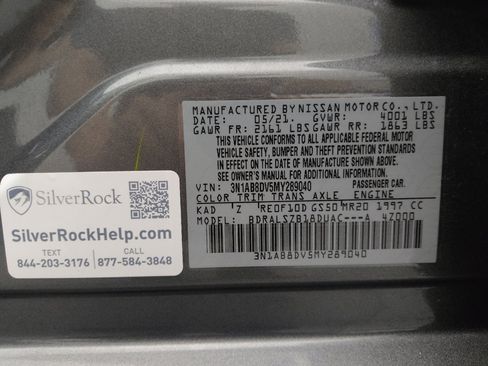 MANUFACTURED BY NISSAN MOTOR CO., LTD.
DATE: 05/21. GVWR: 4001 LBS
GAWR FR: 2161 LBS GAWR RR: 1863 LBS
THIS VEHICLE CONFORMS TO ALL APPLICABLE FEDERAL MOTOR
VEHICLE SAFETY, BUMPER, AND THEFT PREVENTION STANDARDS
IN EFFECT ON THE DATE OF MANUFACTURE SHOWN ABOVE.
SEE OWNER'S MANUAL FOR ADDITIONAL INFORMATION.
VIN: 3N1AB8DV5MY289040 PASSENGER CAR.
COLOR TRIM TRANS AXLE ENGINE
KAD Z RE0F10D GS50 MR20 1997 CC
MODEL: BDRALSZB18DUAC---A 47000
3N1AB8DV5MY289040
SilverRock
SilverRockHelp.com
TEXT CALL
844-203-3176 877-584-3848